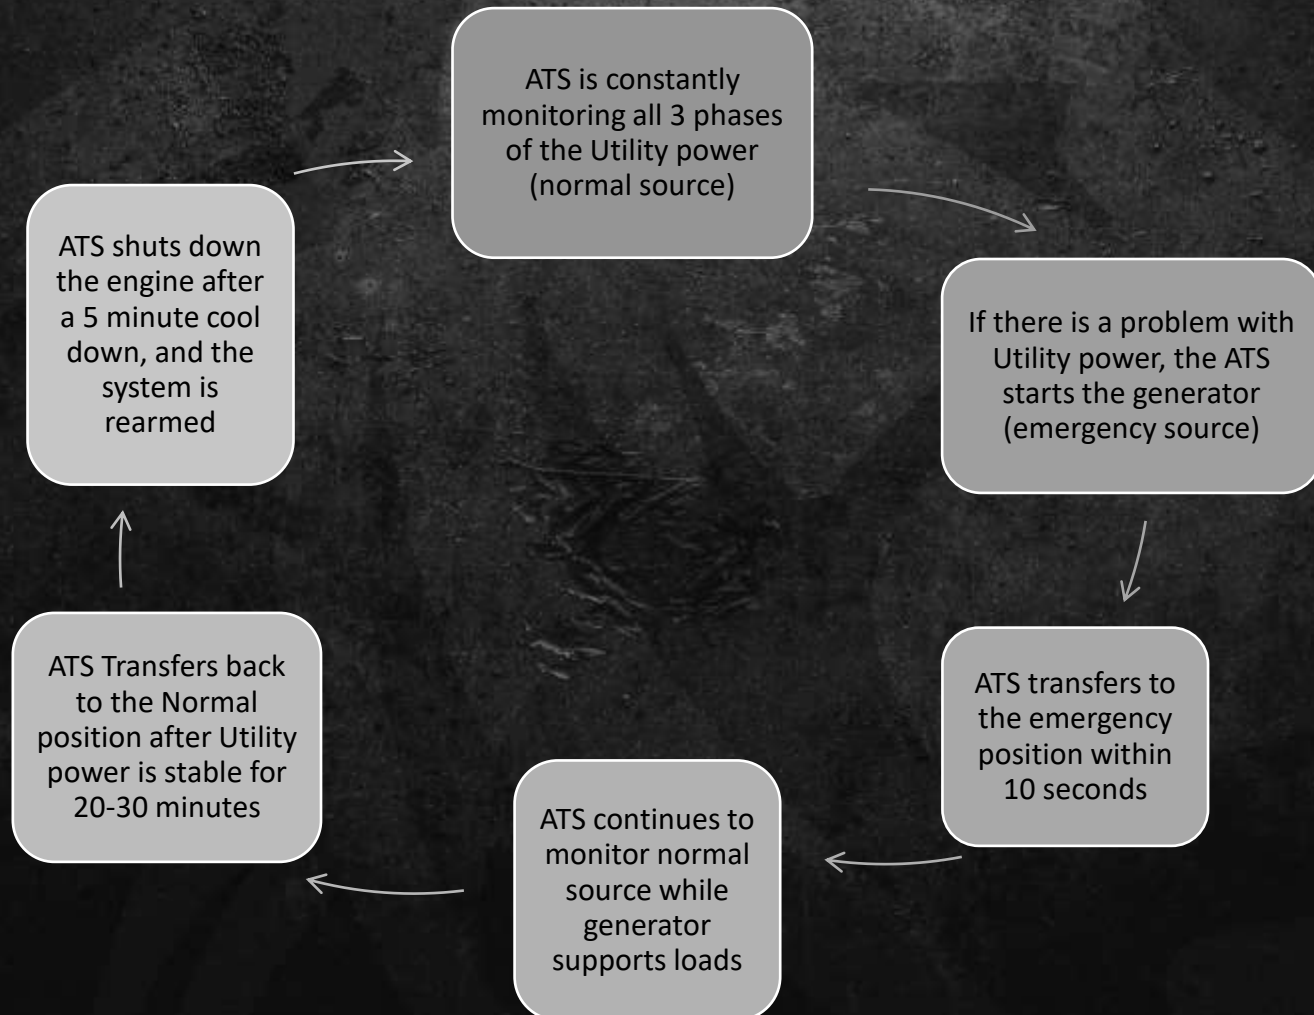 ATS is constantly
monitoring all 3 phases
of the Utility power
(normal source)
If there is a problem with
Utility power, the ATS
starts the generator
(emergency source)
ATS transfers to
the emergency
position within
10 seconds
ATS continues to
monitor normal
source while
generator
supports loads
ATS Transfers back
to the Normal
position after Utility
power is stable for
20-30 minutes
ATS shuts down
the engine after
a 5 minute cool
down, and the
system is
rearmed